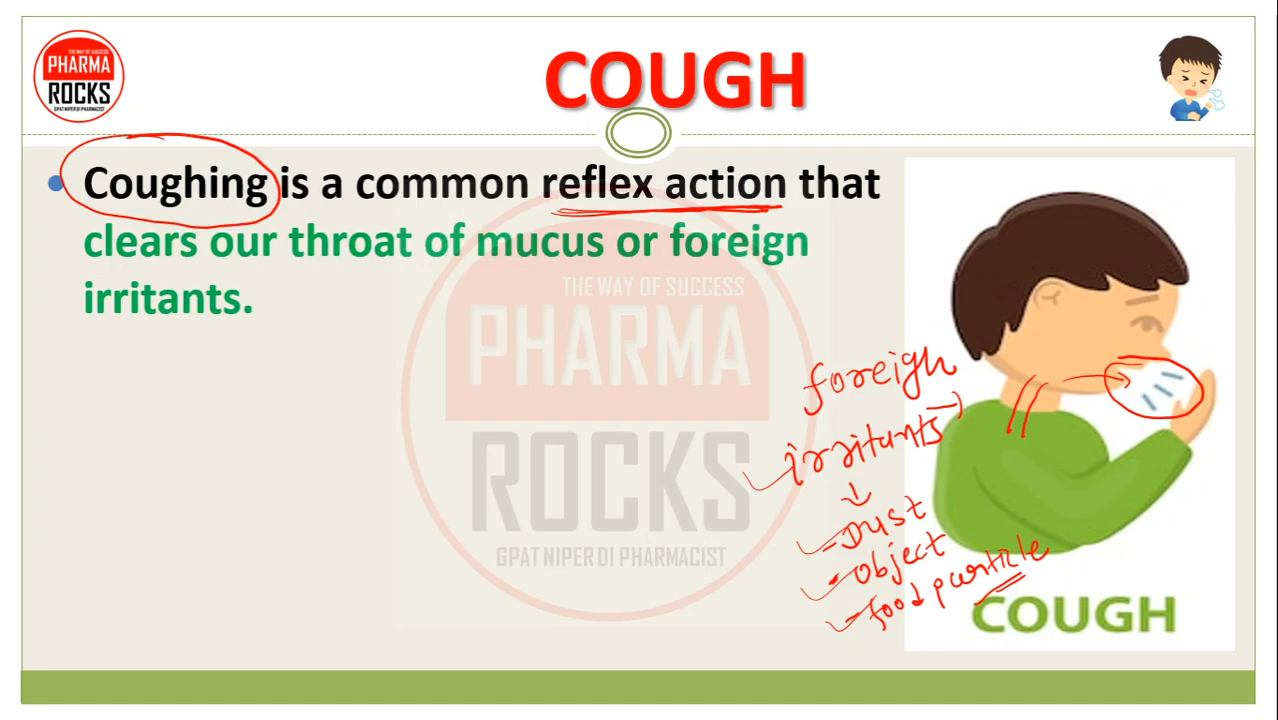 THE WAY OF SUCCESS
PHARMA
ROCKS
GPAT NIPER DI PHARMACIST
COUGH
Coughing is a common reflex action that
clears our throat of mucus or foreign
irritants.
THE WAY OF SUCCESS
PHARMA
ROCKS
GPAT NIPER DI PHARMACIST
foreign
irritants
- Dust
- object
- food particle
COUGH